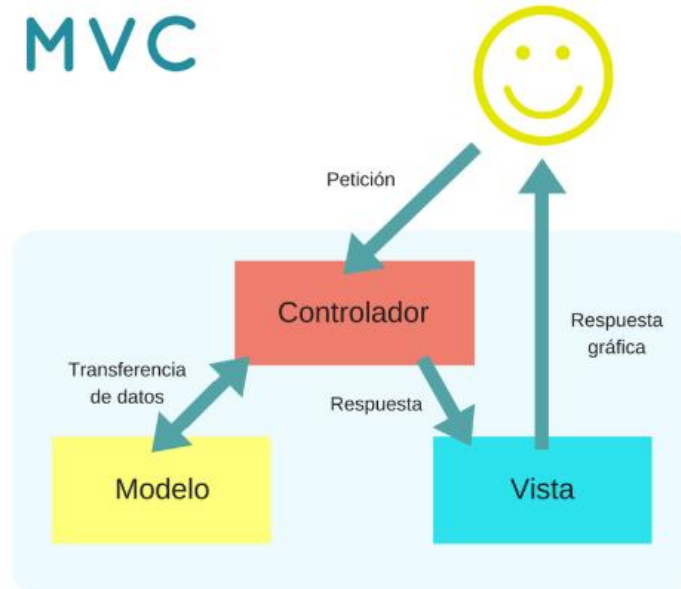 MVC
Petición
Controlador
Respuesta
gráfica
Transferencia
de datos
Respuesta
Modelo
Vista